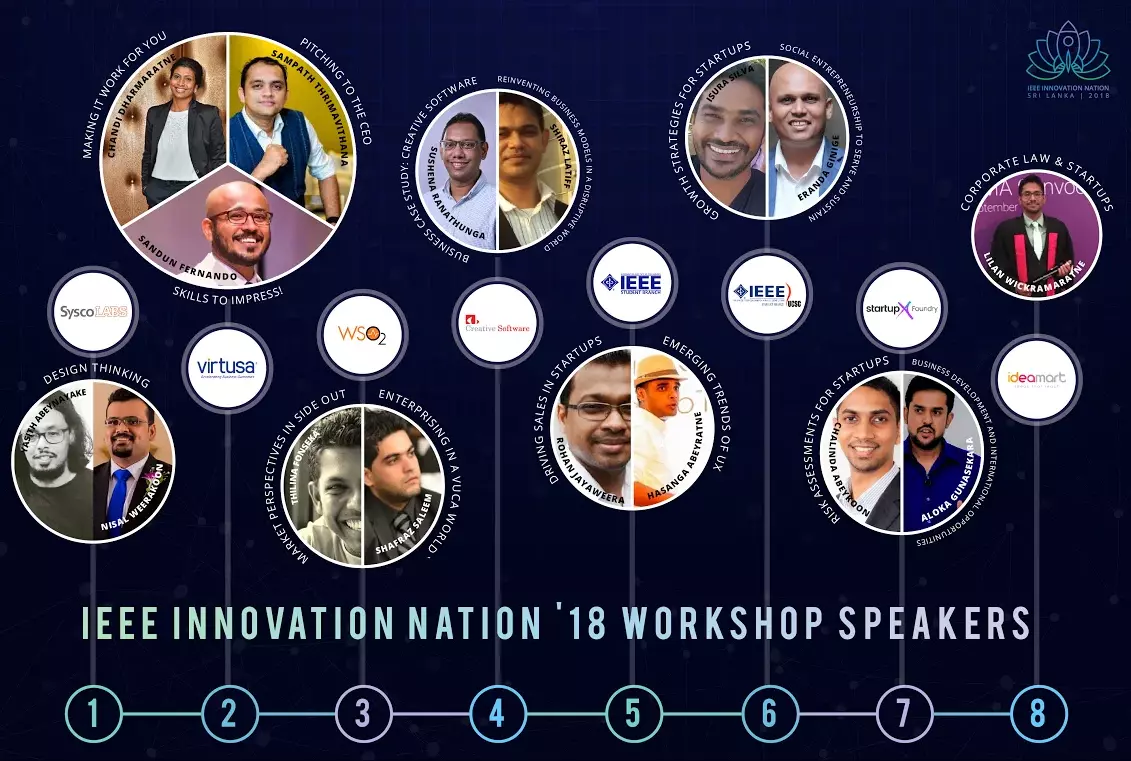 IEEE INNOVATION NATION
SRI LANKA | 2018
MAKING IT WORK FOR YOU
CHANDI DHARMARATNE
PITCHING TO THE CEO
SAMPATH THRIMAVITHANA
SANDUN FERNANDO
SKILLS TO IMPRESS!
BUSINESS CASE STUDY: CREATIVE SOFTWARE
SUSHENA RANATHUNGA
REINVENTING BUSINESS MODELS IN A DISRUPTIVE WORLD
SHIRAZ LATIFF
GROWTH STRATEGIES FOR STARTUPS
ISURA SILVA
SOCIAL ENTREPRENEURSHIP TO SERVE AND SUSTAIN
ERANDA GINIGE
CORPORATE LAW & STARTUPS
LILAN WICKRAMARATNE
Sysco LABS
virtusa
WSO2
Creative Software
IEEE
STUDENT BRANCH
IEEE
UCSC
startup X Foundry
ideamart
DESIGN THINKING
ABEYNAYAKE
NISAL WEERAKOON
MARKET PERSPECTIVES IN SIDE OUT
THILINA FONSEKA
ENTERPRISING IN A VUCA WORLD
SHAFRAZ SALEEM
DRIVING SALES IN STARTUPS
ROHAN JAYAWEERA
EMERGING TRENDS OF UX
HASANGA ABEYRATNE
RISK ASSESSMENTS FOR STARTUPS
CHALINDA ABEYKOON
BUSINESS DEVELOPMENT AND INTERNATIONAL OPPORTUNITIES
ALOKA GUNASEKARA
IEEE INNOVATION NATION '18 WORKSHOP SPEAKERS
1 2 3 4 5 6 7 8